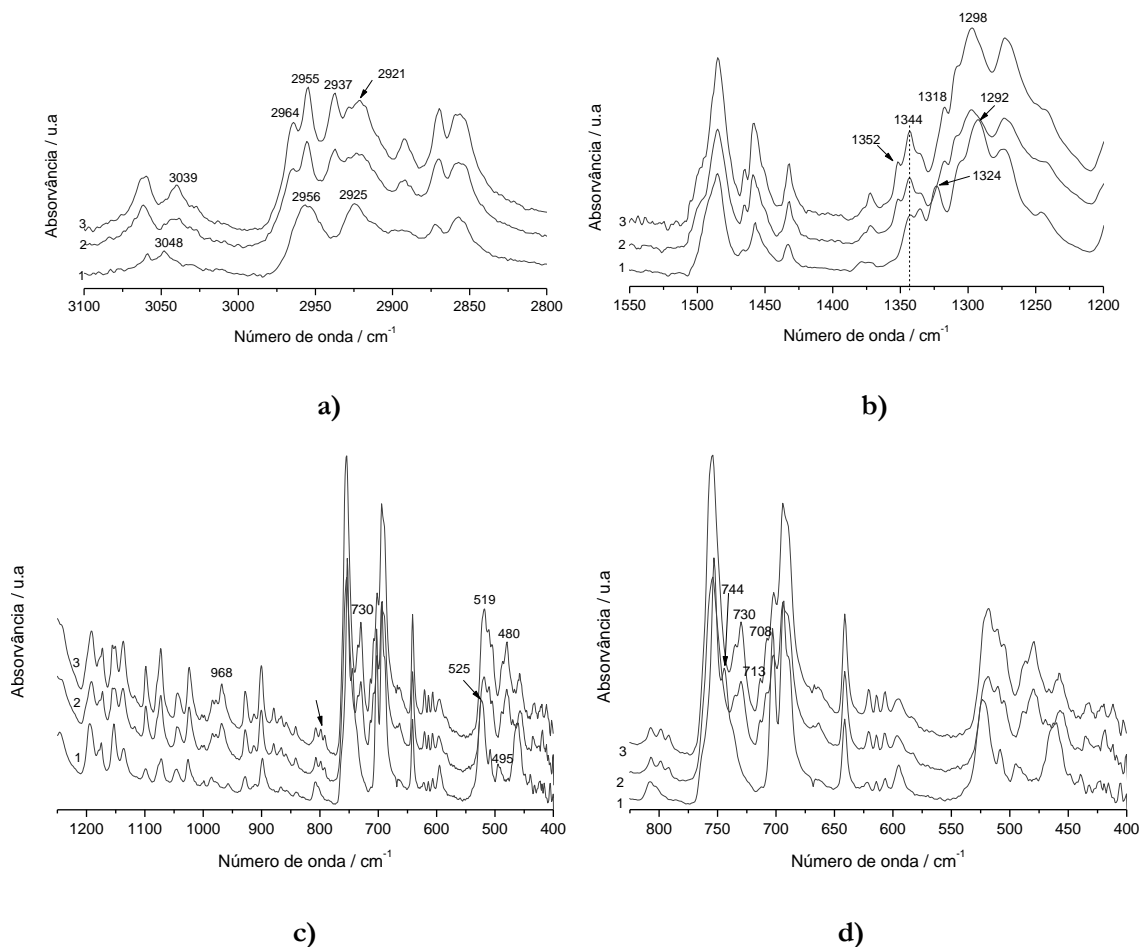 2955 2937 2921
2964
3039
2956 2925
3
2
3048
1
3100 3050 3000 2950 2900 2850 2800
Absorvância / u.a
Número de onda / cm-1
a)
1298
1318
1344 1292
1352
1324
3
2
1
1550 1500 1450 1400 1350 1300 1250 1200
Absorvância / u.a
Número de onda / cm-1
b)
730
519
480
3
968
525
2
1
495
1200 1100 1000 900 800 700 600 500 400
Absorvância / u.a
Número de onda / cm-1
c)
744
730
708
713
3
2
1
800 750 700 650 600 550 500 450 400
Absorvância / u.a
Número de onda / cm-1
d)